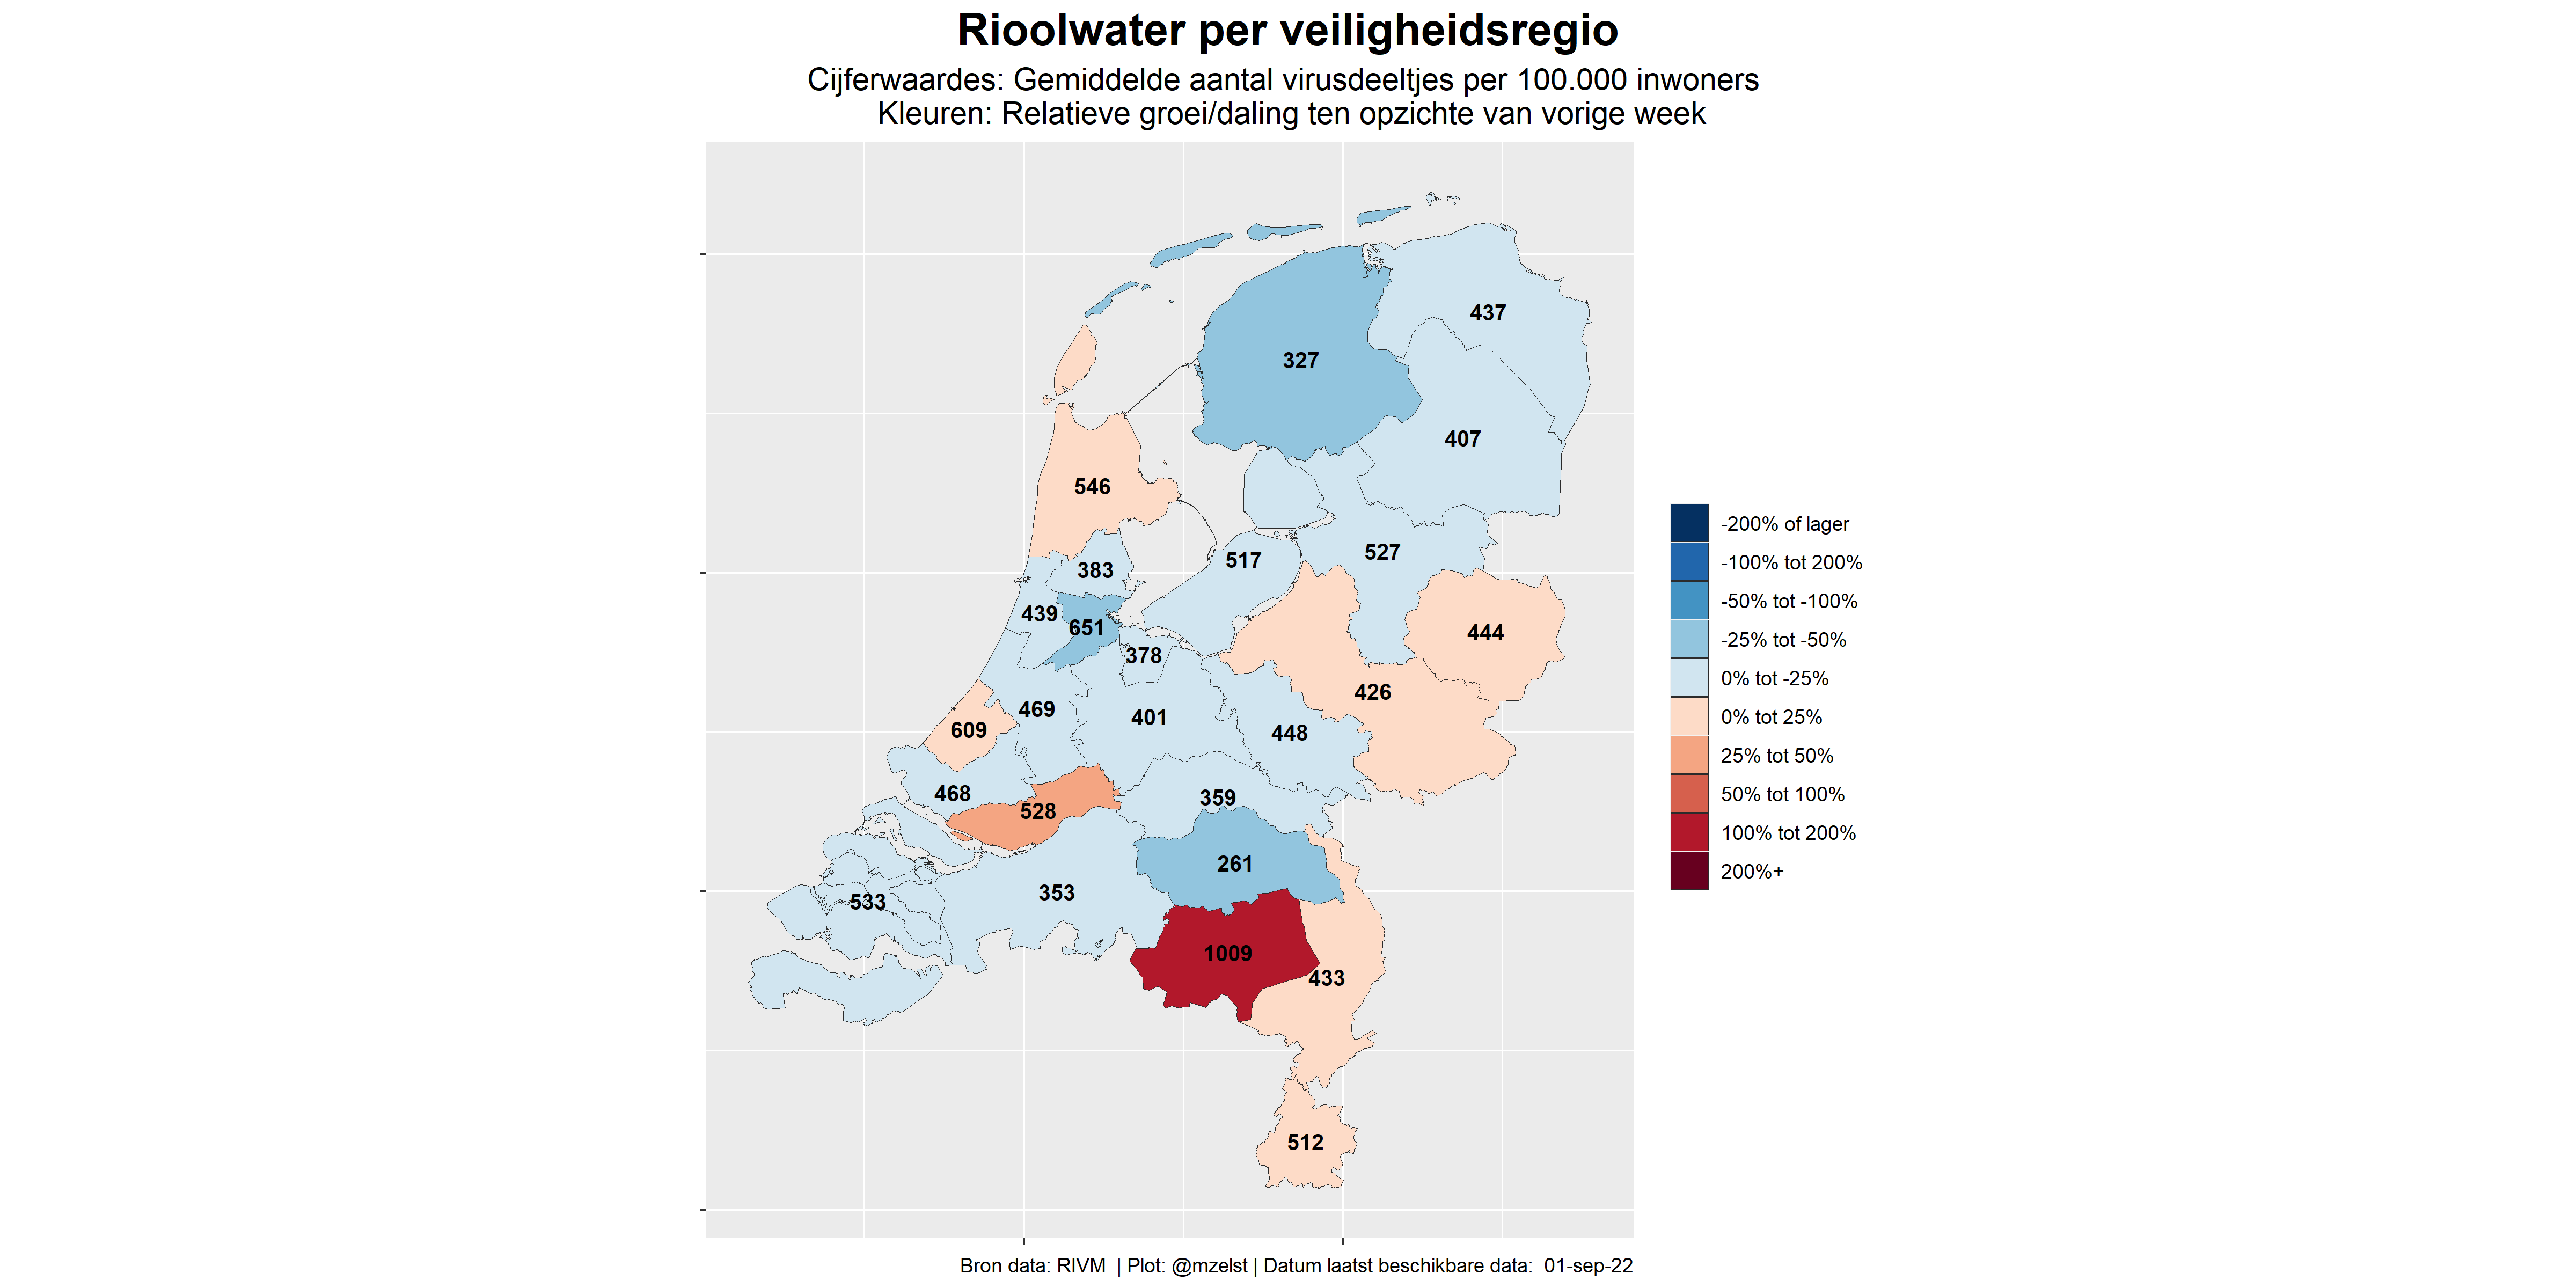 Rioolwater per veiligheidsregio
Cijferwaardes: Gemiddelde aantal virusdeeltjes per 100.000 inwoners
Kleuren: Relatieve groei/daling ten opzichte van vorige week
437
327
407
546
527
517
383
439
651
444
378
426
469
401
609
448
468
359
528
261
353
533
1009
433
512
-200% of lager
-100% tot 200%
-50% tot -100%
-25% tot -50%
0% tot -25%
0% tot 25%
25% tot 50%
50% tot 100%
100% tot 200%
200%+
Bron data: RIVM | Plot: @mzelst | Datum laatst beschikbare data: 01-sep-22